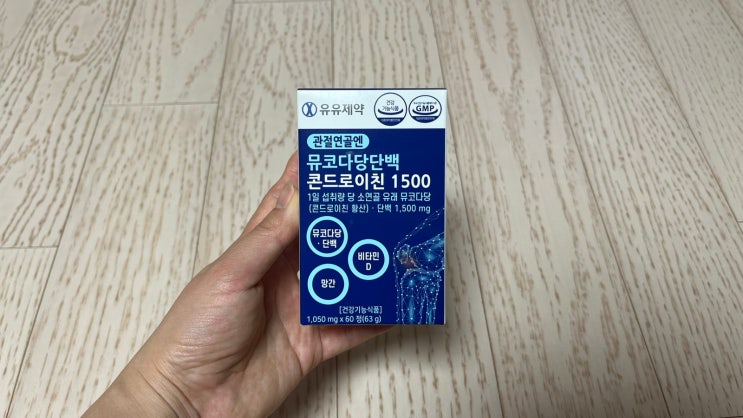 유유제약
건강
기능식품
GMP
관절연골엔
뮤코다당단백
콘드로이친 1500
1일 섭취량 당 소연골 유래 뮤코다당
(콘드로이친 황산)·단백 1,500 mg
뮤코다당
·단백
비타민
D
망간
[건강기능식품]
1,050 mg x 60 정(63 g)